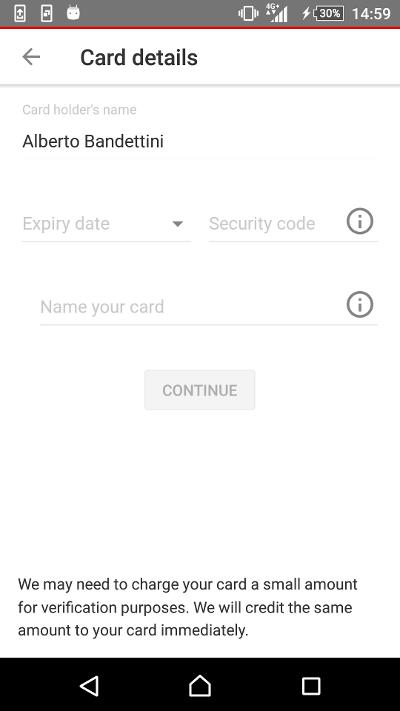 4G+ 30% 14:59
Card details
Card holder's name
Alberto Bandettini
Expiry date Security code
Name your card
CONTINUE
We may need to charge your card a small amount
for verification purposes. We will credit the same
amount to your card immediately.